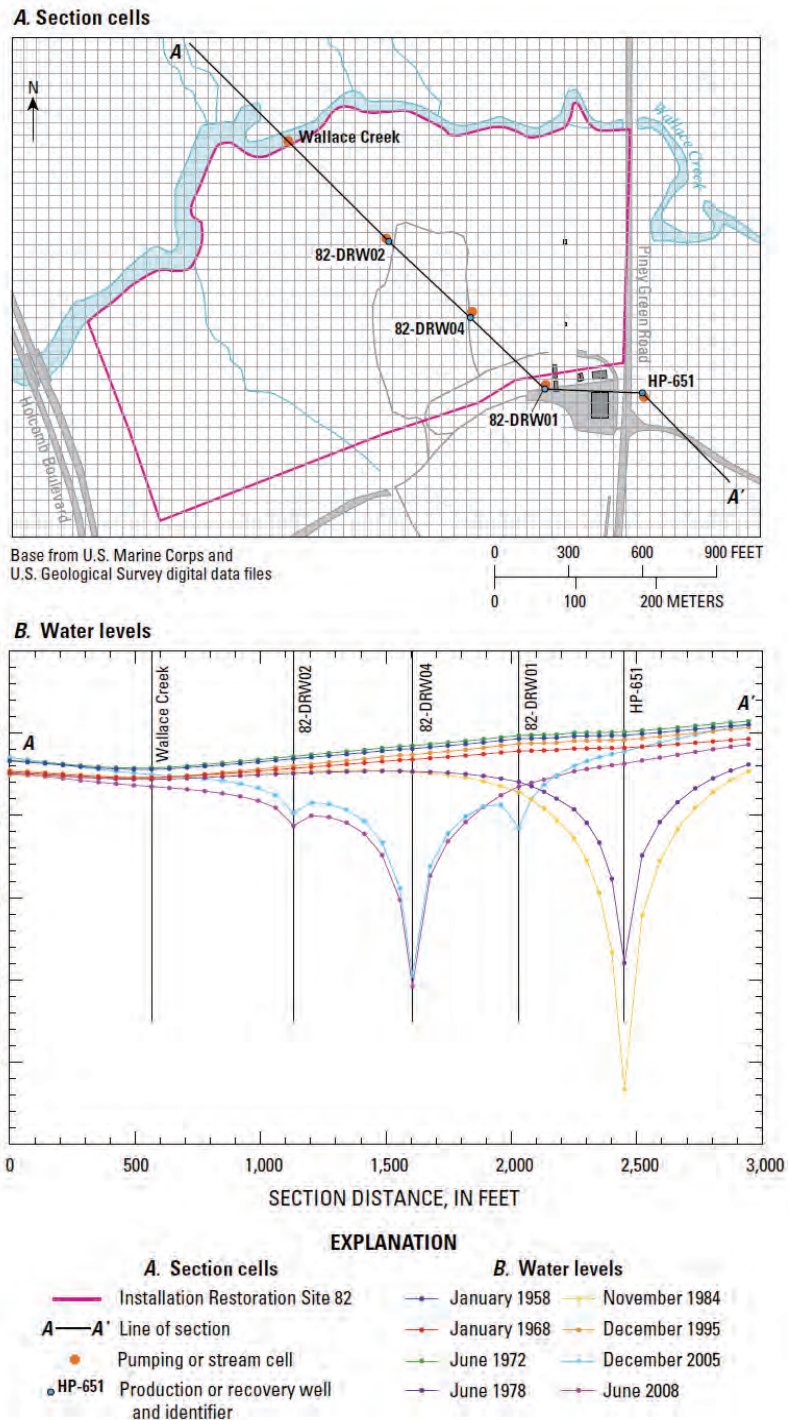 A. Section cells
A
N
Wallace Creek
Wallace Creek
82-DRW02
Piney Green Road
82-DRW04
HP-651
82-DRW01
Holcomb Boulevard
A'
Base from U.S. Marine Corps and
U.S. Geological Survey digital data files
0 300 600 900 FEET
0 100 200 METERS
B. Water levels
A
Wallace Creek
82-DRW02
82-DRW04
82-DRW01
HP-651
A'
0 500 1,000 1,500 2,000 2,500 3,000
SECTION DISTANCE, IN FEET
EXPLANATION
A. Section cells
Installation Restoration Site 82
A A' Line of section
Pumping or stream cell
HP-651 Production or recovery well
and identifier
B. Water levels
January 1958
January 1968
June 1972
June 1978
November 1984
December 1995
December 2005
June 2008